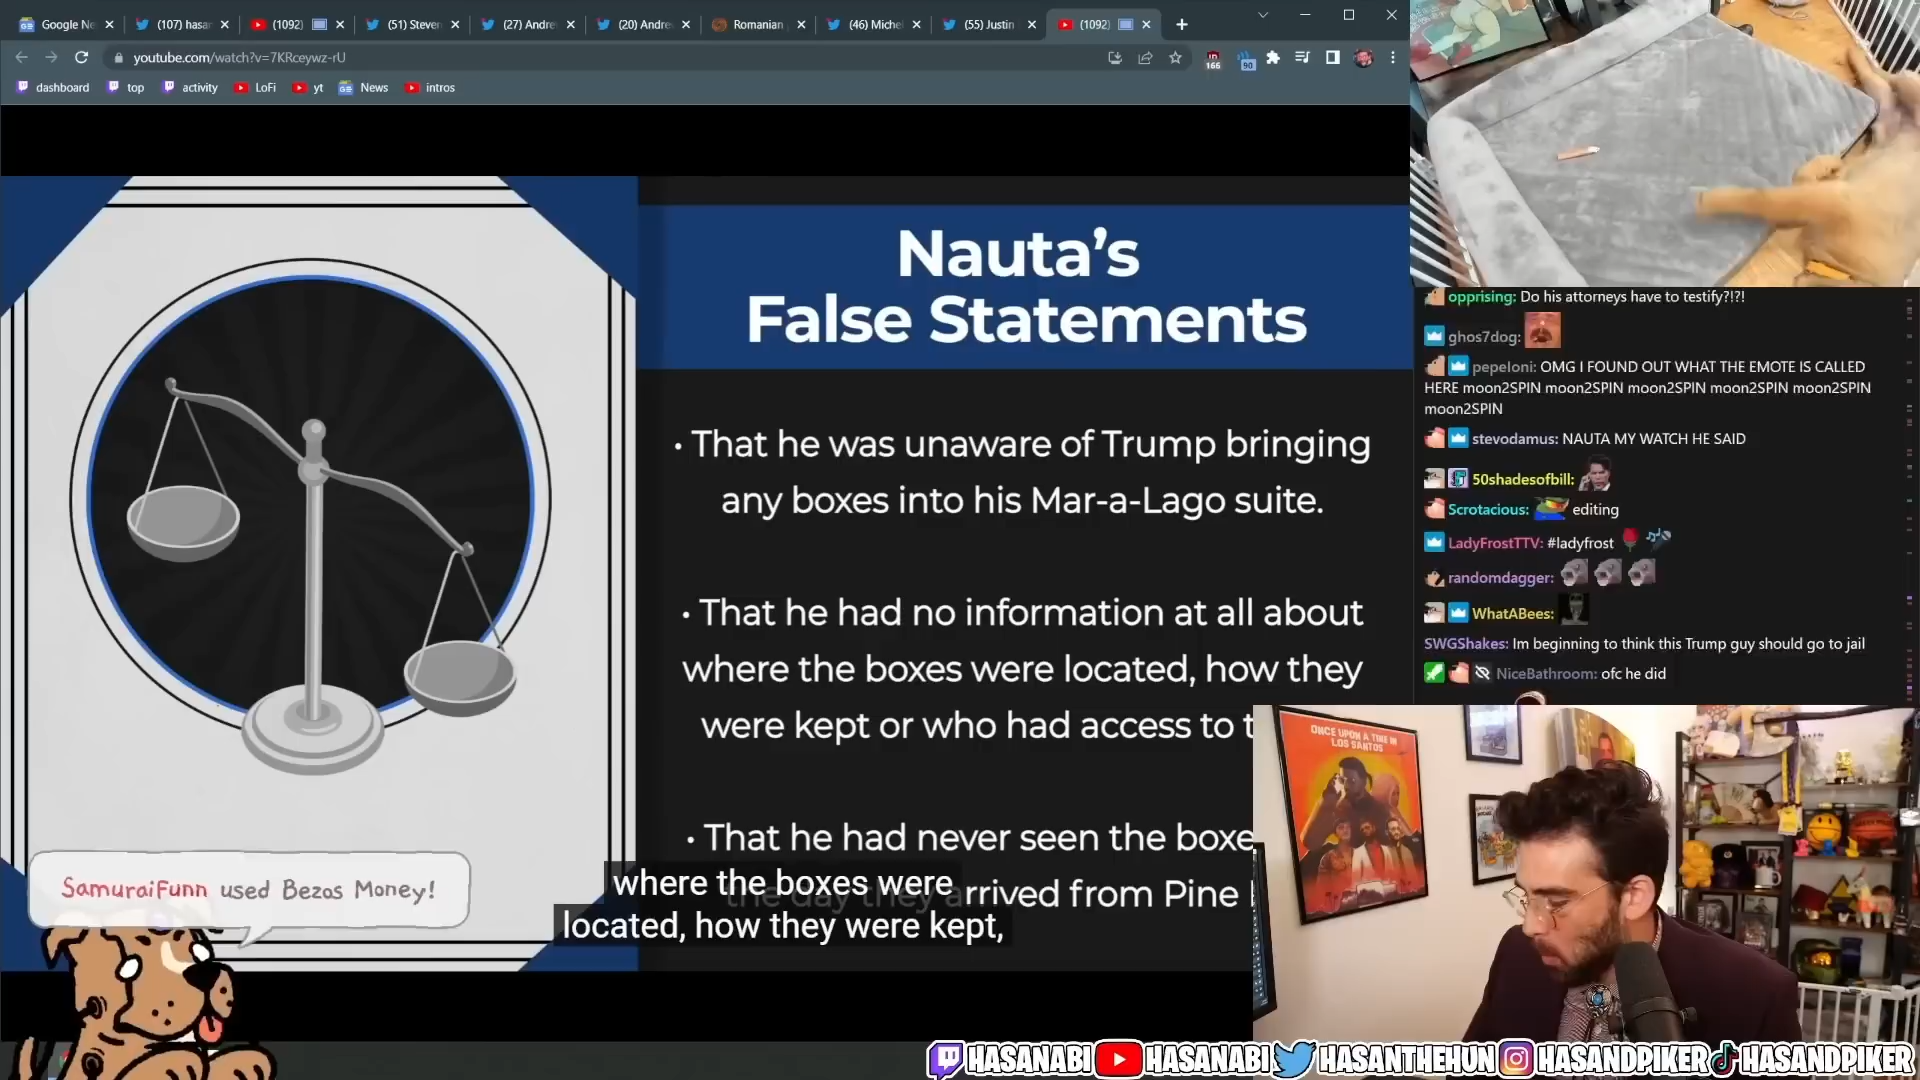 Google Ne
(107) hasar
(1092)
(51) Steven
(27) Andre
(20) Andre
Romanian
(46) Miche
(55) Justin
(1092)
youtube.com/watch?v=7KRceywz-rU
166
90
dashboard
top
activity
LoFi
yt
News
intros
Nauta's
False Statements
• That he was unaware of Trump bringing
any boxes into his Mar-a-Lago suite.
• That he had no information at all about
where the boxes were located, how they
were kept or who had access to t
• That he had never seen the boxe
the day they arrived from Pine
where the boxes were
located, how they were kept,
SamuraiFunn used Bezos Money!
opprising: Do his attorneys have to testify?!?!
ghos7dog:
pepeloni: OMG I FOUND OUT WHAT THE EMOTE IS CALLED
HERE moon2SPIN moon2SPIN moon2SPIN moon2SPIN moon2SPIN
moon2SPIN
stevodamus: NAUTA MY WATCH HE SAID
50shadesofbill:
Scrotacious: editing
LadyFrostTTV: #ladyfrost
randomdagger:
WhatABees:
SWGShakes: Im beginning to think this Trump guy should go to jail
NiceBathroom: ofc he did
ONCE UPON A TIME IN
LOS SANTOS
HASANABI
HASANABI
HASANTHEHUN
HASANDPIKER
HASANDPIKER